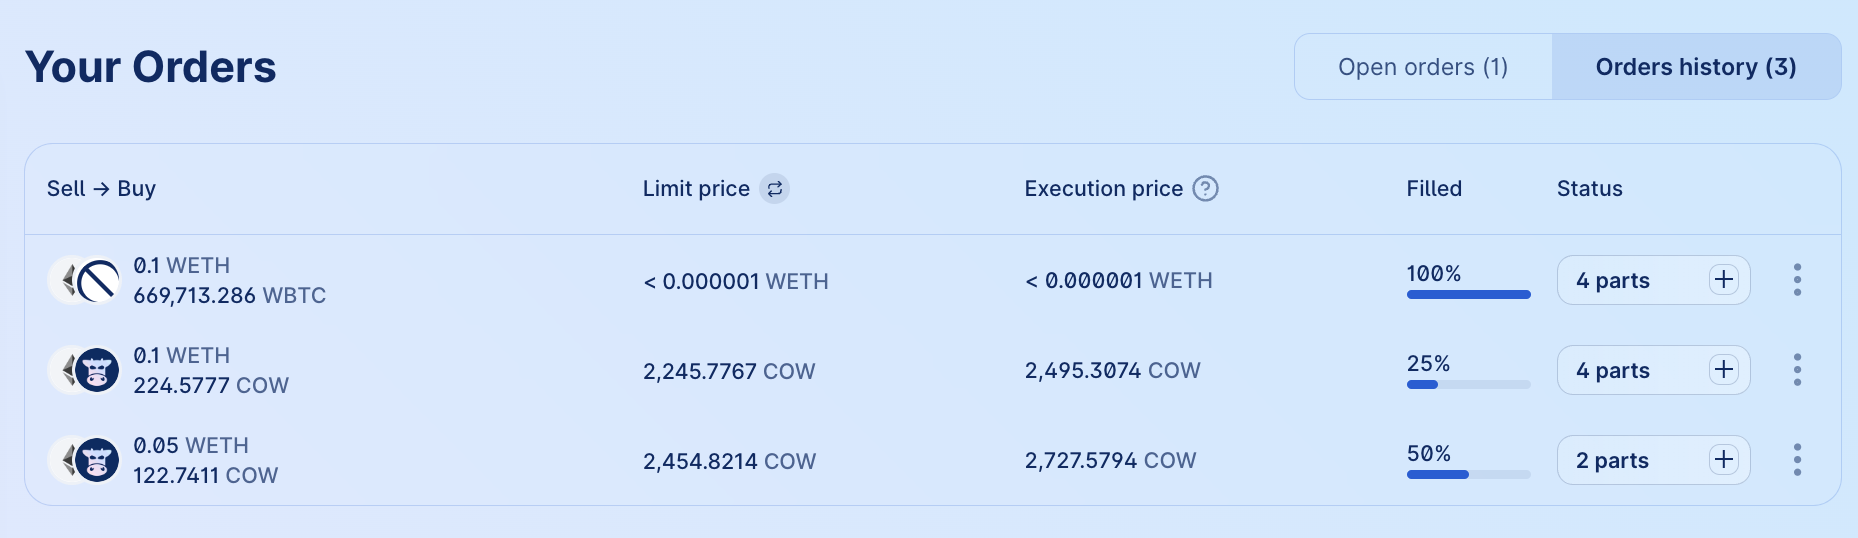 Your Orders
Open orders (1)
Orders history (3)
Sell → Buy
Limit price
Execution price ?
Filled
Status
0.1 WETH
669,713.286 WBTC
< 0.000001 WETH
< 0.000001 WETH
100%
4 parts +
0.1 WETH
224.5777 COW
2,245.7767 COW
2,495.3074 COW
25%
4 parts +
0.05 WETH
122.7411 COW
2,454.8214 COW
2,727.5794 COW
50%
2 parts +